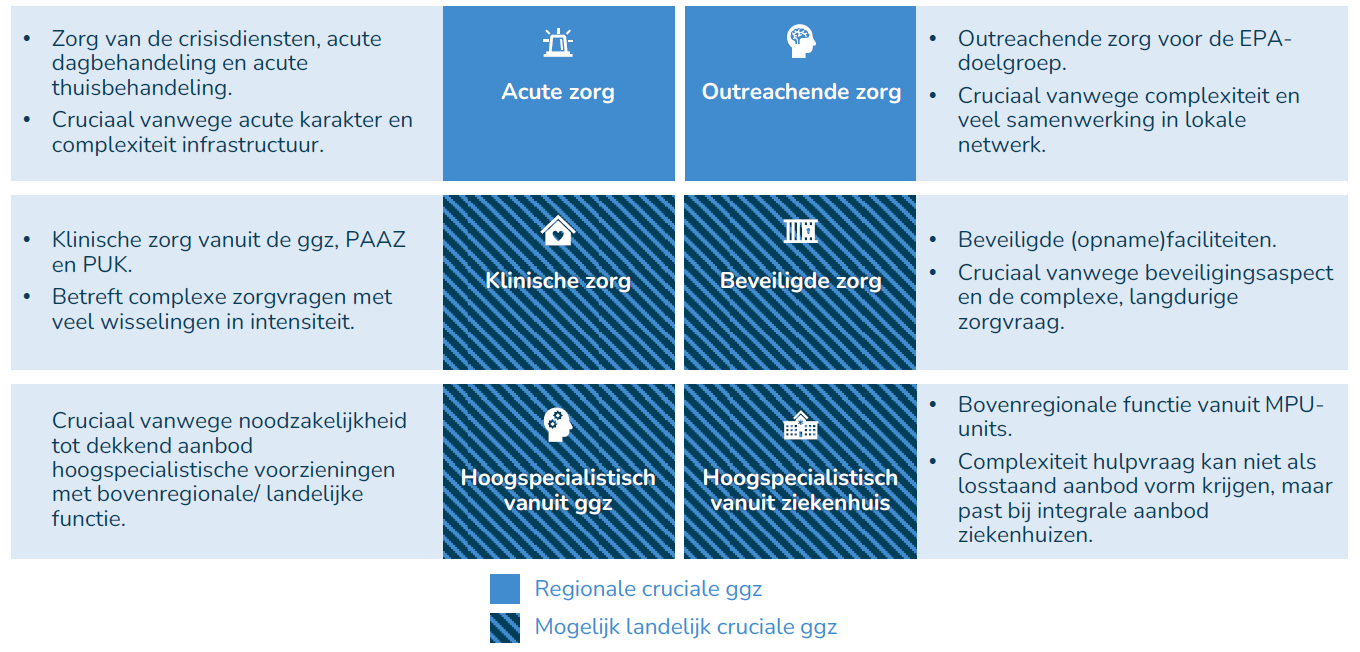 • Zorg van de crisisdiensten, acute
dagbehandeling en acute
thuisbehandeling.
• Cruciaal vanwege acute karakter en
complexiteit infrastructuur.
Acute zorg
Outreachende zorg
• Outreachende zorg voor de EPA-
doelgroep.
• Cruciaal vanwege complexiteit en
veel samenwerking in lokale
netwerk.
• Klinische zorg vanuit de ggz, PAAZ
en PUK.
• Betreft complexe zorgvragen met
veel wisselingen in intensiteit.
Klinische zorg
Beveiligde zorg
• Beveiligde (opname)faciliteiten.
• Cruciaal vanwege beveiligingsaspect
en de complexe, langdurige
zorgvraag.
Cruciaal vanwege noodzakelijkheid
tot dekkend aanbod
hoogspecialistische voorzieningen
met bovenregionale/ landelijke
functie.
Hoogspecialistisch
vanuit ggz
Hoogspecialistisch
vanuit ziekenhuis
• Bovenregionale functie vanuit MPU-
units.
• Complexiteit hulpvraag kan niet als
losstaand aanbod vorm krijgen, maar
past bij integrale aanbod
ziekenhuizen.
Regionale cruciale ggz
Mogelijk landelijk cruciale ggz